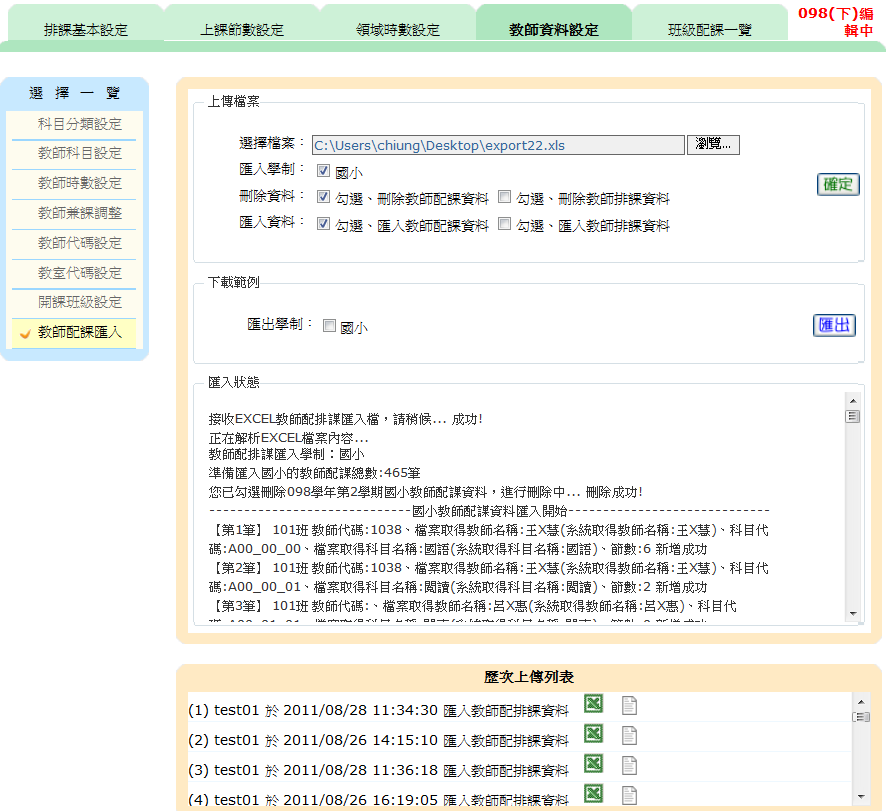 排課基本設定 上課節數設定 領域時數設定 教師資料設定 班級配課一覽 098(下)編輯中
選 擇 一 覽
科目分類設定
教師科目設定
教師時數設定
教師兼課調整
教師代碼設定
教室代碼設定
開課班級設定
教師配課匯入
上傳檔案
選擇檔案： C:\Users\chiung\Desktop\export22.xls 瀏覽...
匯入學制： 國小
刪除資料： 勾選、刪除教師配課資料 勾選、刪除教師排課資料
匯入資料： 勾選、匯入教師配課資料 勾選、匯入教師排課資料
確定
下載範例
匯出學制： 國小
匯出
匯入狀態
接收EXCEL教師配排課匯入檔，請稍候... 成功!
正在解析EXCEL檔案內容...
教師配排課匯入學制：國小
準備匯入國小的教師配課總數:465筆
您已勾選刪除098學年第2學期國小教師配課資料，進行刪除中... 刪除成功!
-----------------------------國小教師配課資料匯入開始-----------------------------
【第1筆】 101班 教師代碼:1038、檔案取得教師名稱:王X慧(系統取得教師名稱:王X慧)、科目代
碼:A00_00_00、檔案取得科目名稱:國語(系統取得科目名稱:國語)、節數:6 新增成功
【第2筆】 101班 教師代碼:1038、檔案取得教師名稱:王X慧(系統取得教師名稱:王X慧)、科目代
碼:A00_00_01、檔案取得科目名稱:閱讀(系統取得科目名稱:閱讀)、節數:2 新增成功
【第3筆】 101班 教師代碼:、檔案取得教師名稱:呂X惠(系統取得教師名稱:呂X惠)、科目代
歷次上傳列表
(1) test01 於 2011/08/28 11:34:30 匯入教師配排課資料
(2) test01 於 2011/08/26 14:15:10 匯入教師配排課資料
(3) test01 於 2011/08/28 11:36:18 匯入教師配排課資料
(4) test01 於 2011/08/26 16:19:05 匯入教師配排課資料